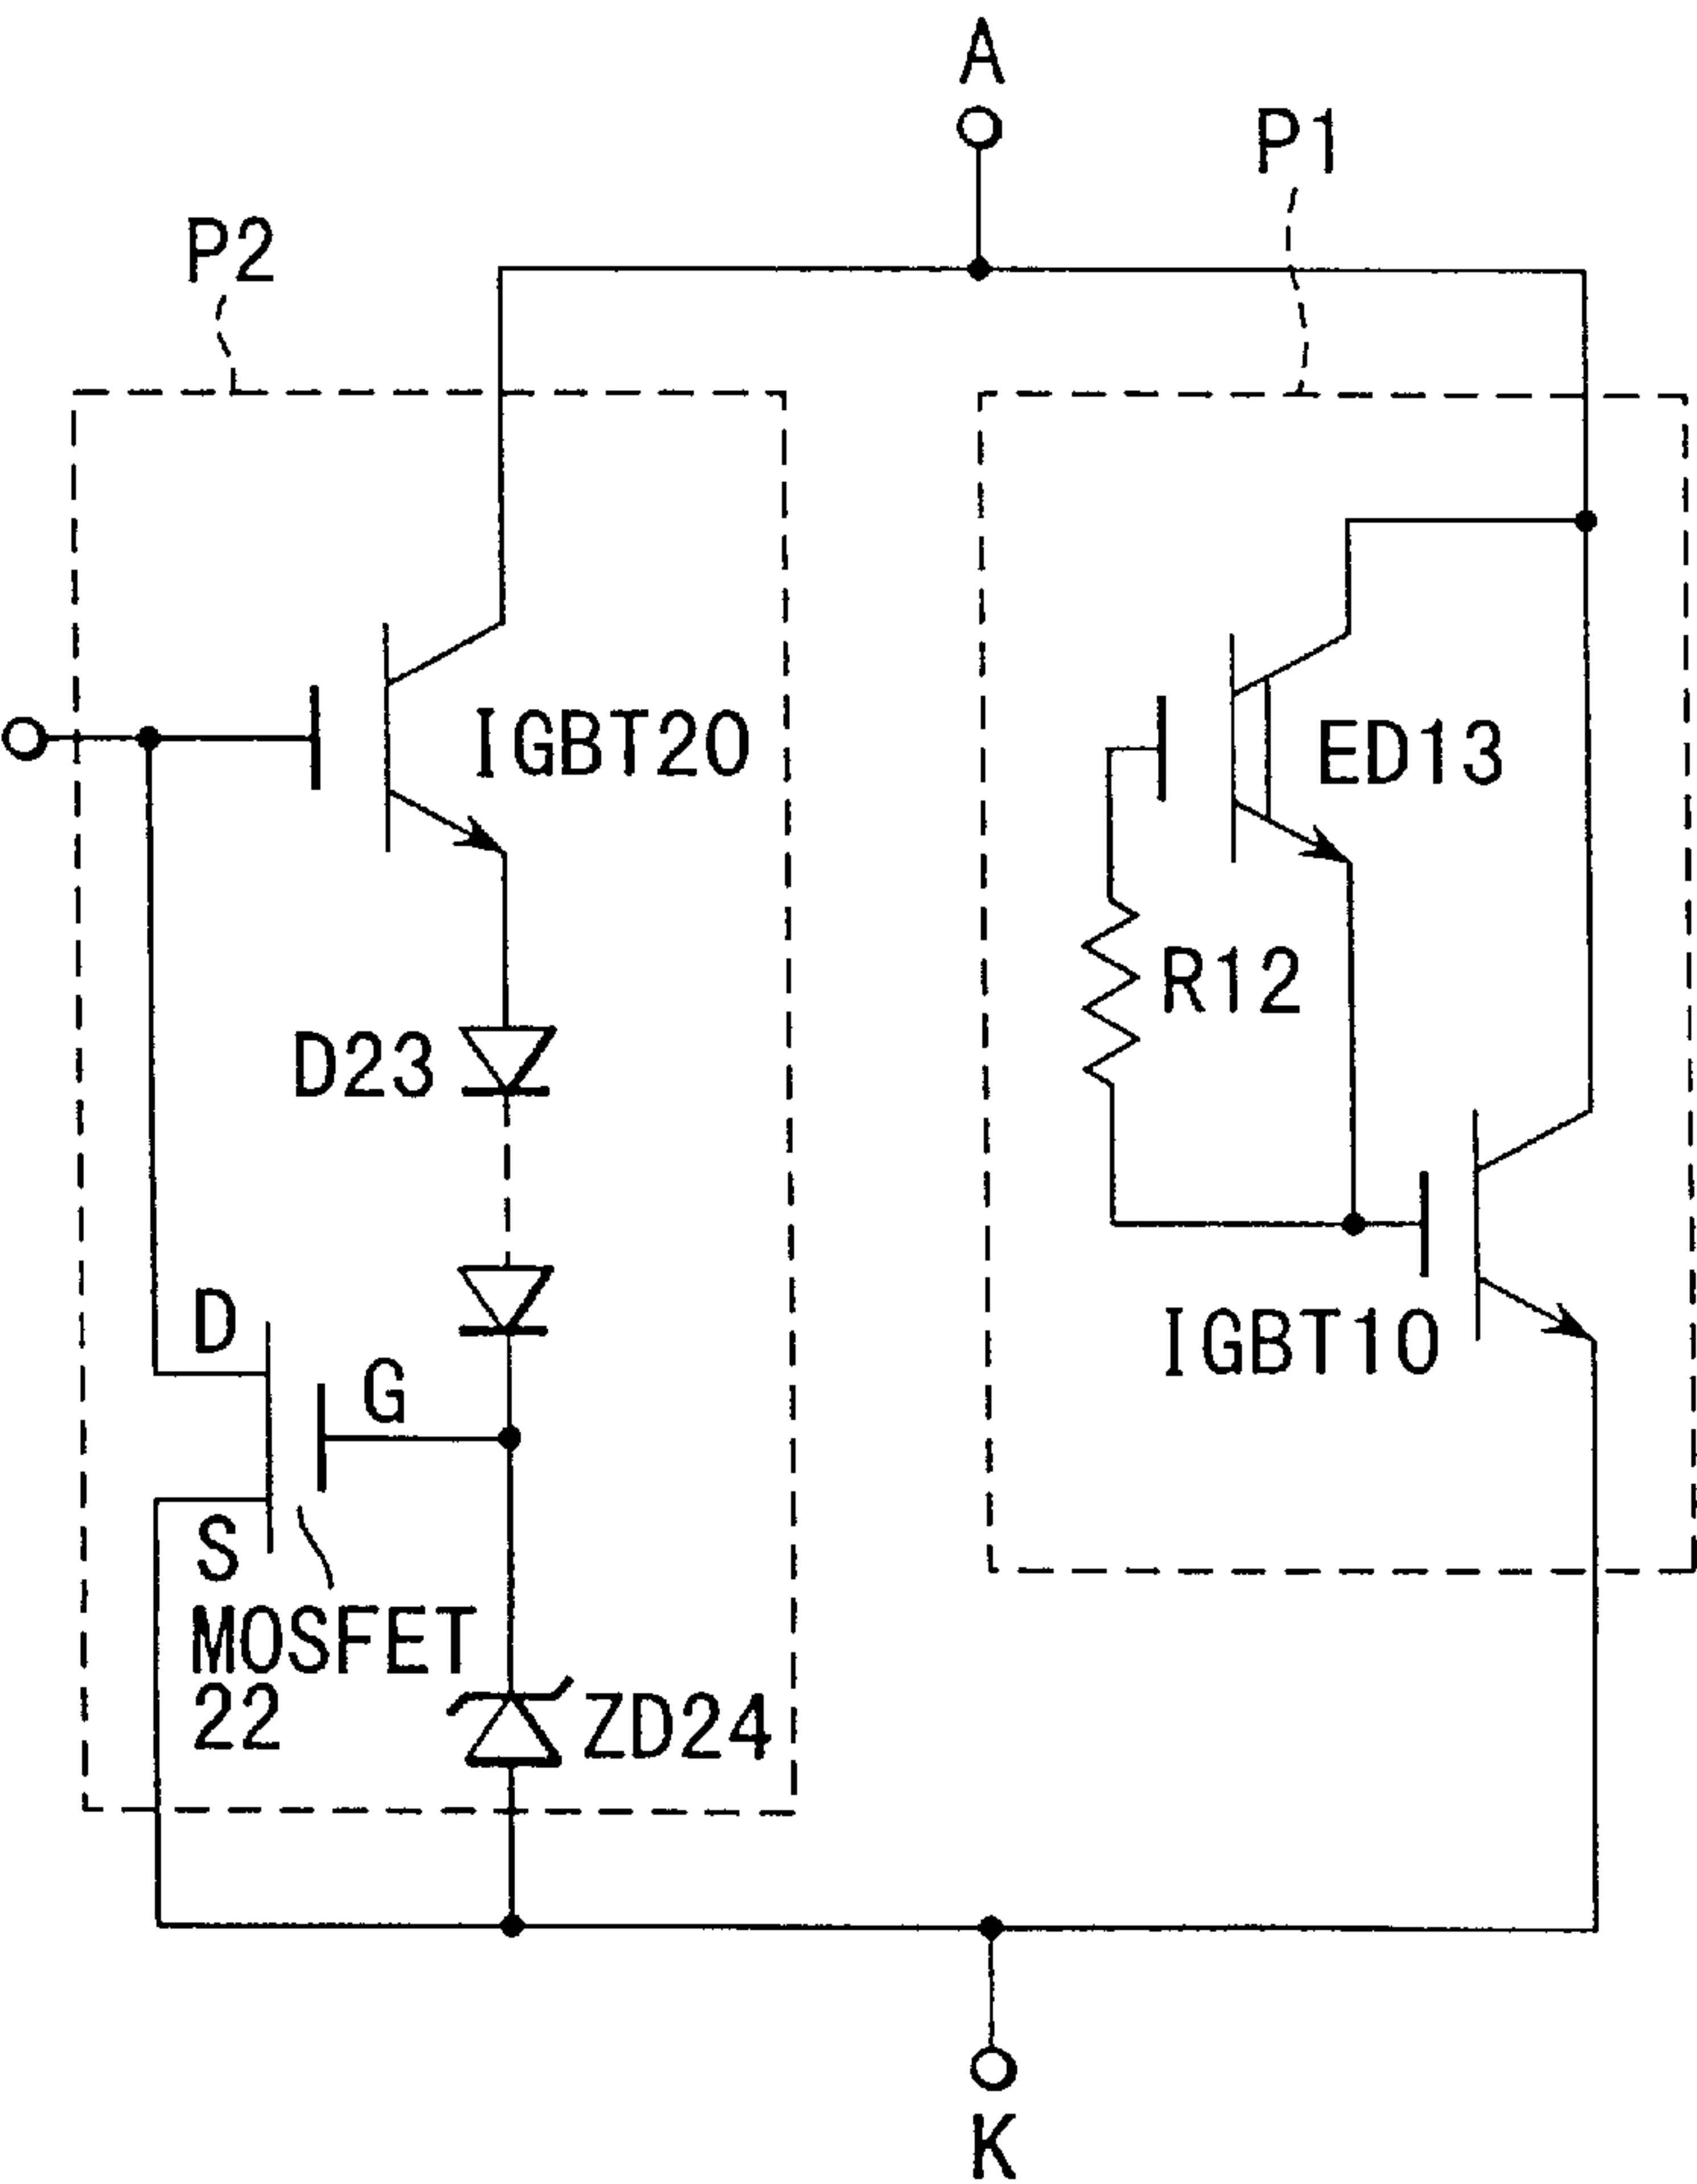 A
P1
P2
IGBT20
ED13
R12
D23
D
IGBT10
G
S
MOSFET
22
ZD24
K